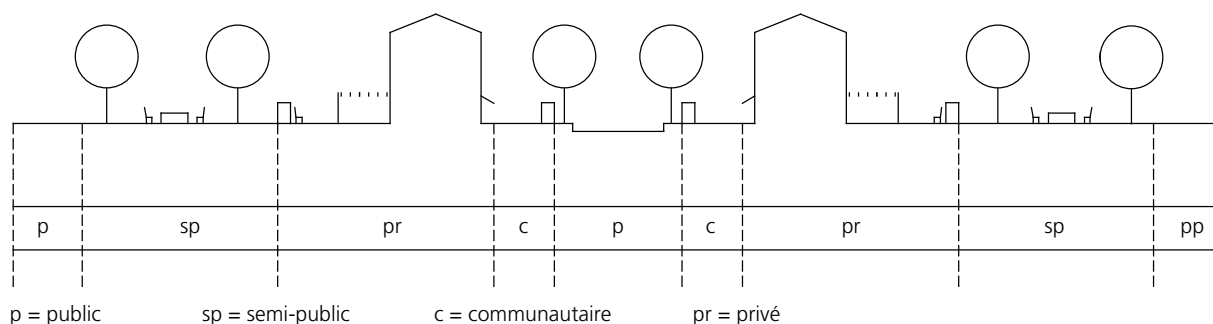 p sp pr c p c pr sp pp
p = public sp = semi-public c = communautaire pr = privé